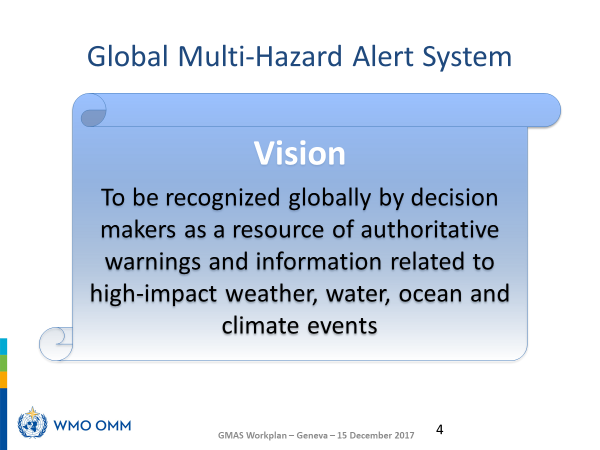 Global Multi-Hazard Alert System
Vision
To be recognized globally by decision
makers as a resource of authoritative
warnings and information related to
high-impact weather, water, ocean and
climate events
WMO OMM
GMAS Workplan – Geneva – 15 December 2017
4